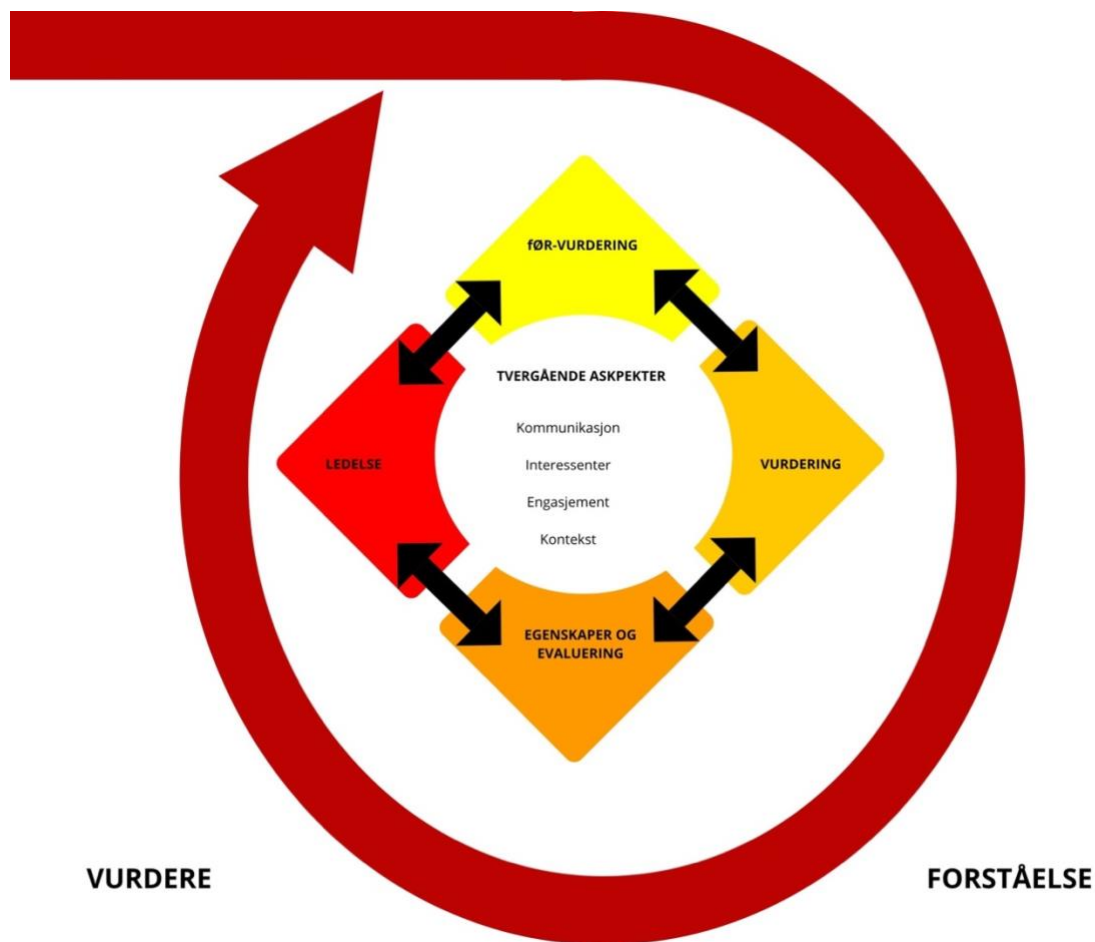 fØR-VURDERING
TVERGÅENDE ASKPEKTER
Kommunikasjon
Interessenter
Engasjement
Kontekst
LEDELSE
VURDERING
EGENSKAPER OG
EVALUERING
VURDERE
FORSTÅELSE